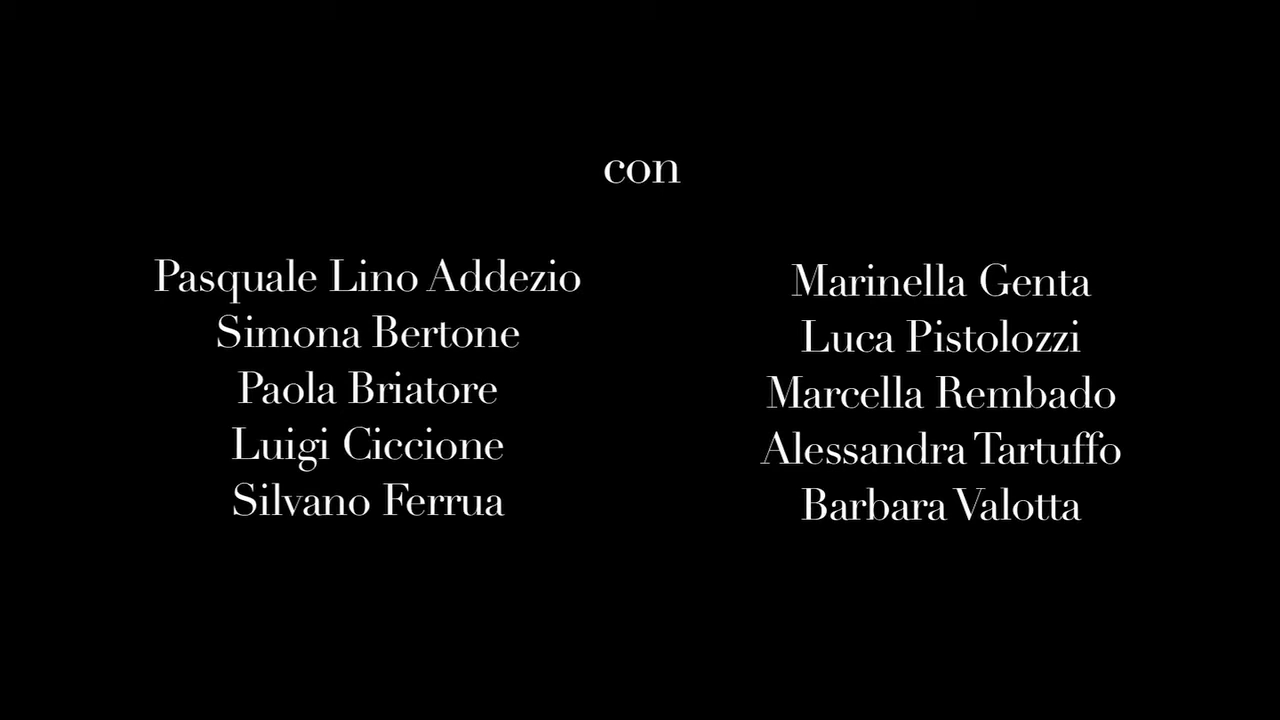 con
Pasquale Lino Addezio
Simona Bertone
Paola Briatore
Luigi Ciccione
Silvano Ferrua
Marinella Genta
Luca Pistolozzi
Marcella Rembado
Alessandra Tartuffo
Barbara Valotta